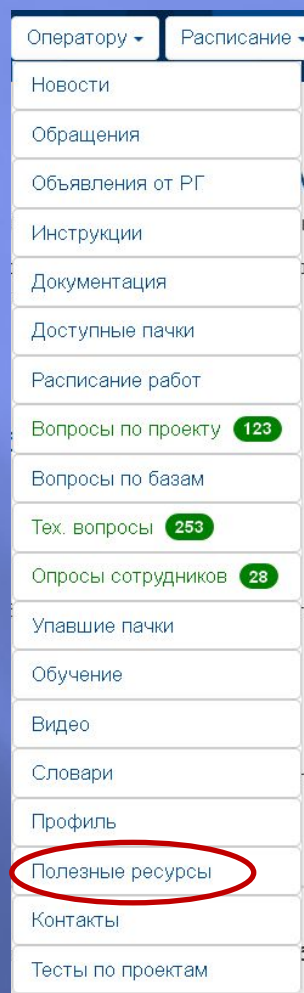 Оператору Расписание
Новости
Обращения
Объявления от РГ
Инструкции
Документация
Доступные пачки
Расписание работ
Вопросы по проекту 123
Вопросы по базам
Тех. вопросы 253
Опросы сотрудников 28
Упавшие пачки
Обучение
Видео
Словари
Профиль
Полезные ресурсы
Контакты
Тесты по проектам